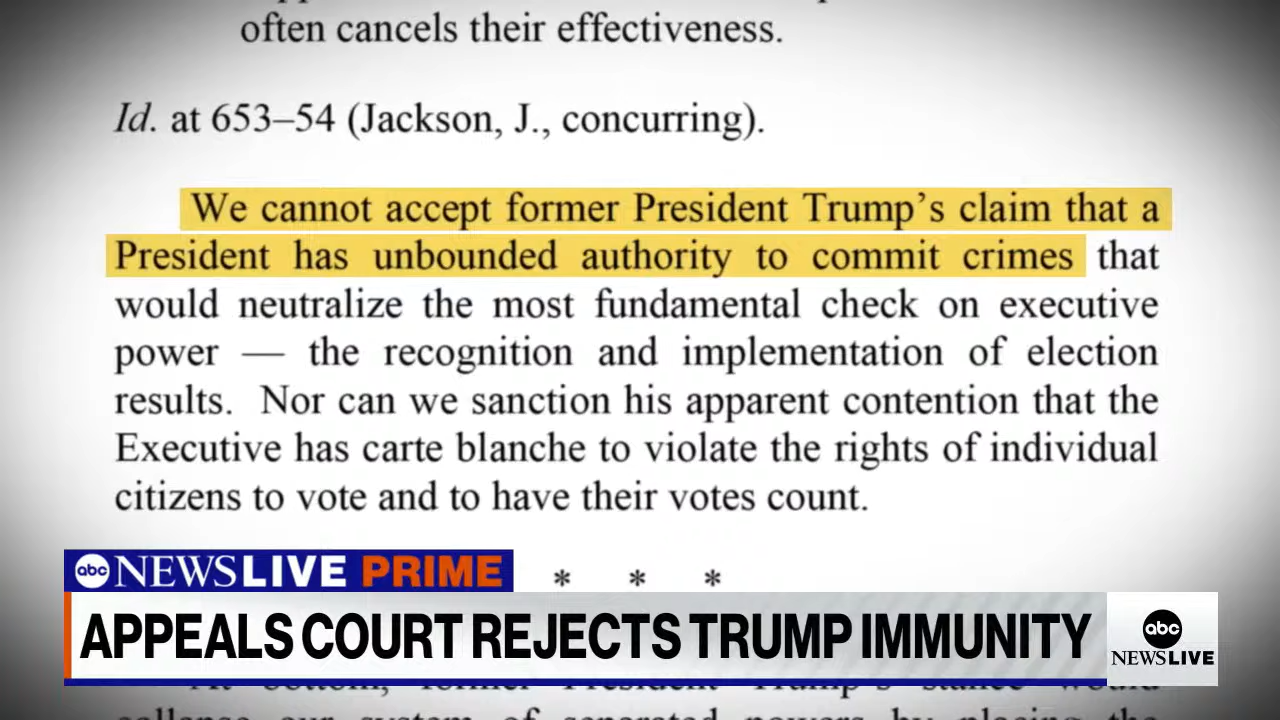 often cancels their effectiveness.
Id. at 653–54 (Jackson, J., concurring).
We cannot accept former President Trump's claim that a
President has unbounded authority to commit crimes that
would neutralize the most fundamental check on executive
power — the recognition and implementation of election
results. Nor can we sanction his apparent contention that the
Executive has carte blanche to violate the rights of individual
citizens to vote and to have their votes count.
* * *
abc NEWS LIVE PRIME
APPEALS COURT REJECTS TRUMP IMMUNITY
abc
NEWS LIVE